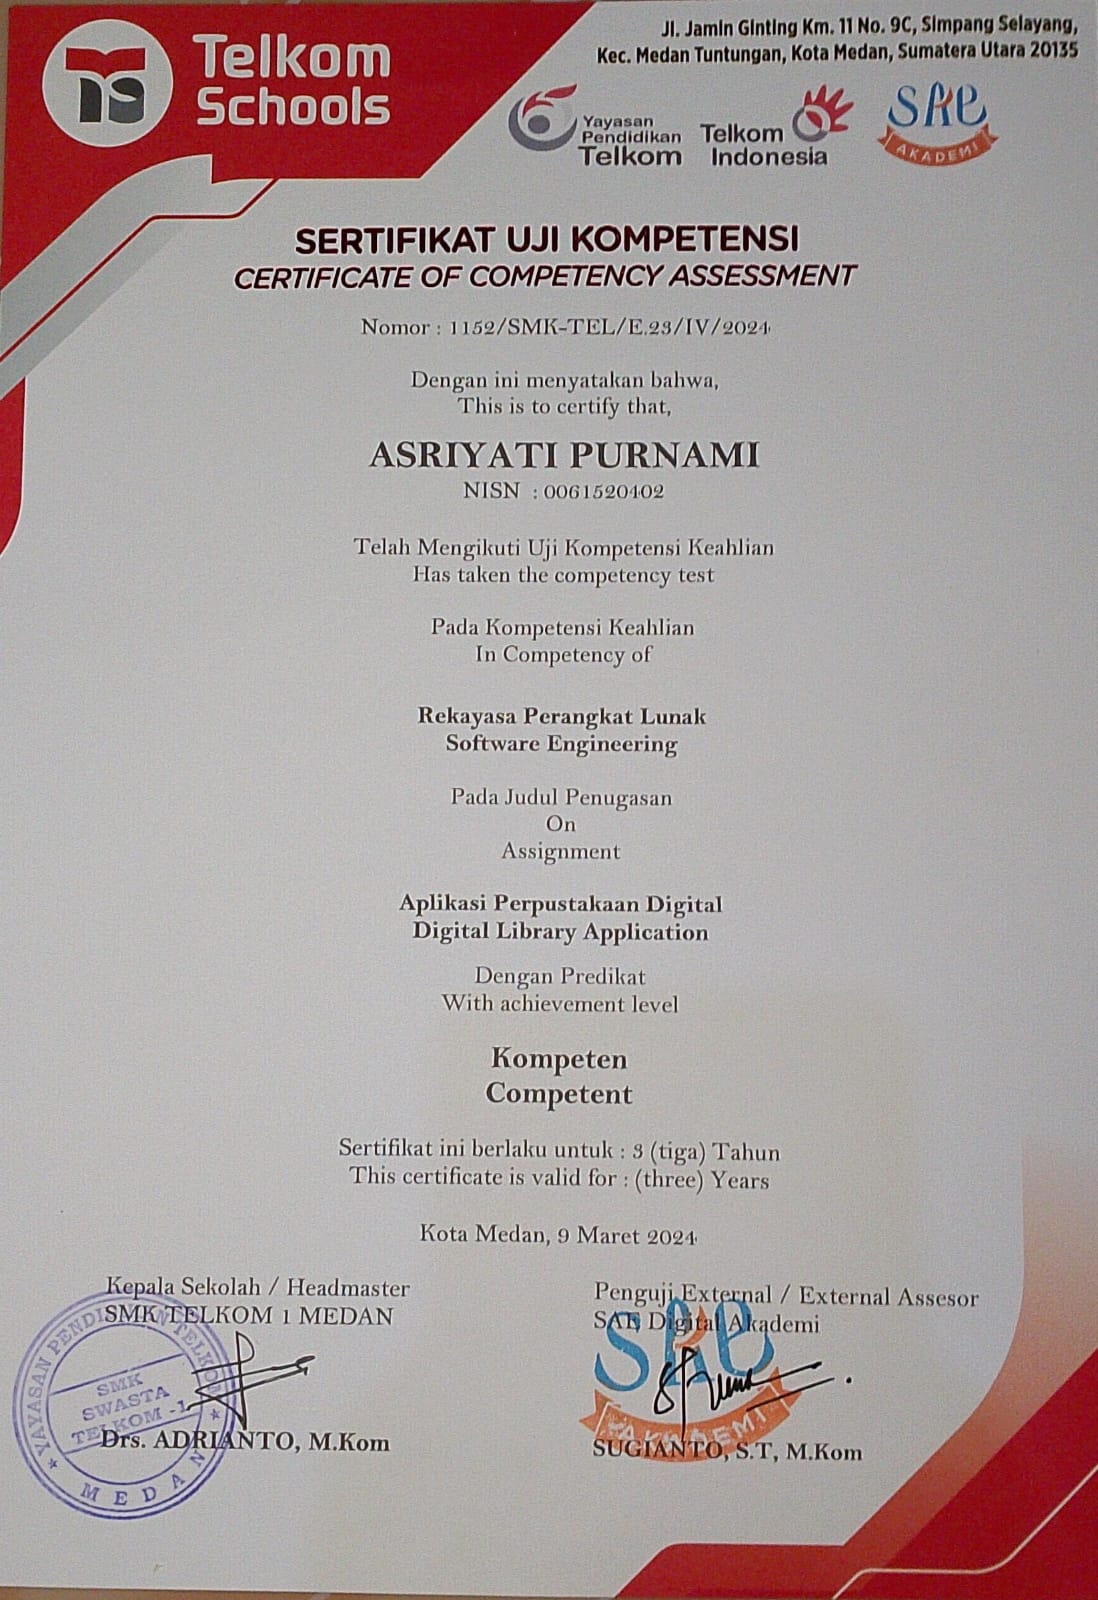 Telkom
Schools
Jl. Jamin Ginting Km. 11 No. 9C, Simpang Selayang,
Kec. Medan Tuntungan, Kota Medan, Sumatera Utara 20135
Yayasan
Pendidikan
Telkom
Telkom
Indonesia
SAE
AKADEMI
SERTIFIKAT UJI KOMPETENSI
CERTIFICATE OF COMPETENCY ASSESSMENT
Nomor : 1152/SMK-TEL/E.23/IV/2024
Dengan ini menyatakan bahwa,
This is to certify that,
ASRIYATI PURNAMI
NISN : 0061520402
Telah Mengikuti Uji Kompetensi Keahlian
Has taken the competency test
Pada Kompetensi Keahlian
In Competency of
Rekayasa Perangkat Lunak
Software Engineering
Pada Judul Penugasan
On
Assignment
Aplikasi Perpustakaan Digital
Digital Library Application
Dengan Predikat
With achievement level
Kompeten
Competent
Sertifikat ini berlaku untuk : 3 (tiga) Tahun
This certificate is valid for : (three) Years
Kota Medan, 9 Maret 2024
Kepala Sekolah / Headmaster
SMK TELKOM 1 MEDAN
YAYASAN PENDIDIKAN TELKOM
SMK
SWASTA
TELKOM -1
MEDAN
Drs. ADRIANTO, M.Kom
Penguji External / External Assesor
SAE Digital Akademi
SAE
AKADEMI
SUGIANTO, S.T, M.Kom